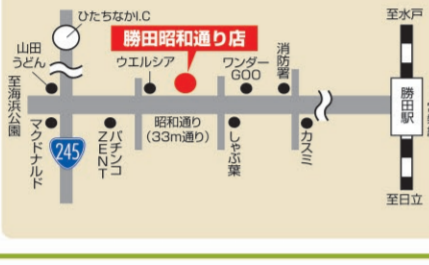 至水戸
ひたちなかI.C
勝田昭和通り店
山田
うどん
ウエルシア
ワンダー
GOO
消防署
至海浜公園
勝田駅
マクドナルド
245
パチンコ
ZENT
昭和通り
(33m通り)
しゃぶ葉
カスミ
至日立